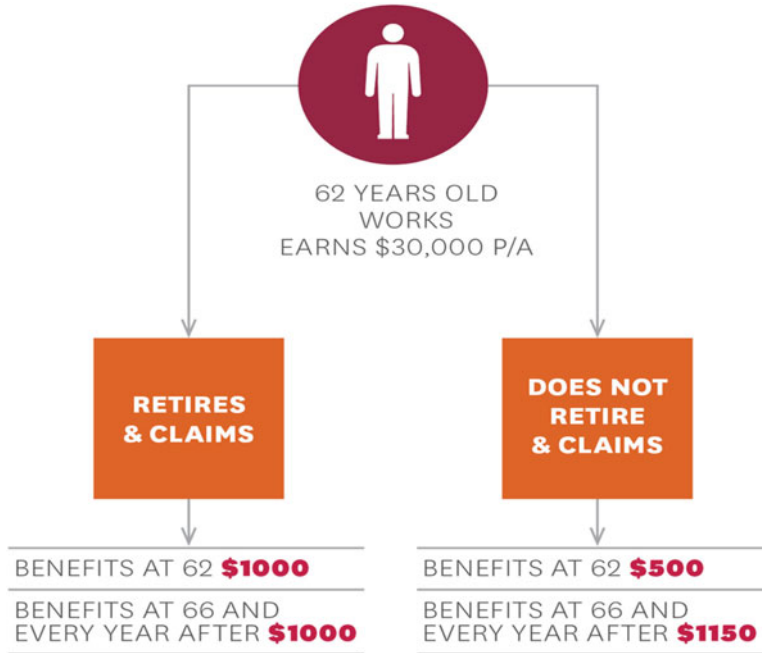 62 YEARS OLD
WORKS
EARNS $30,000 P/A
RETIRES
& CLAIMS
BENEFITS AT 62 $1000
BENEFITS AT 66 AND
EVERY YEAR AFTER $1000
DOES NOT
RETIRE
& CLAIMS
BENEFITS AT 62 $500
BENEFITS AT 66 AND
EVERY YEAR AFTER $1150